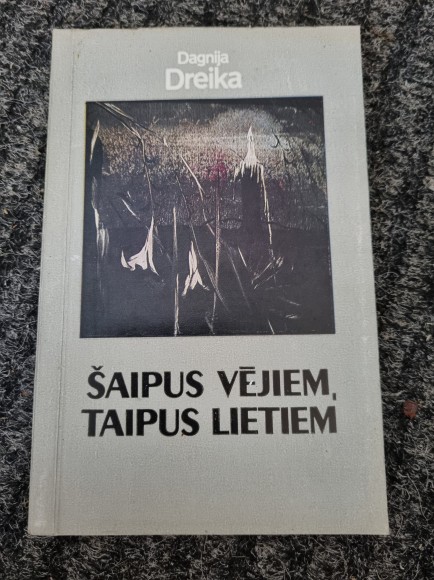 Dagnija
Dreika
ŠAIPUS VĒJIEM,
TAIPUS LIETIEM